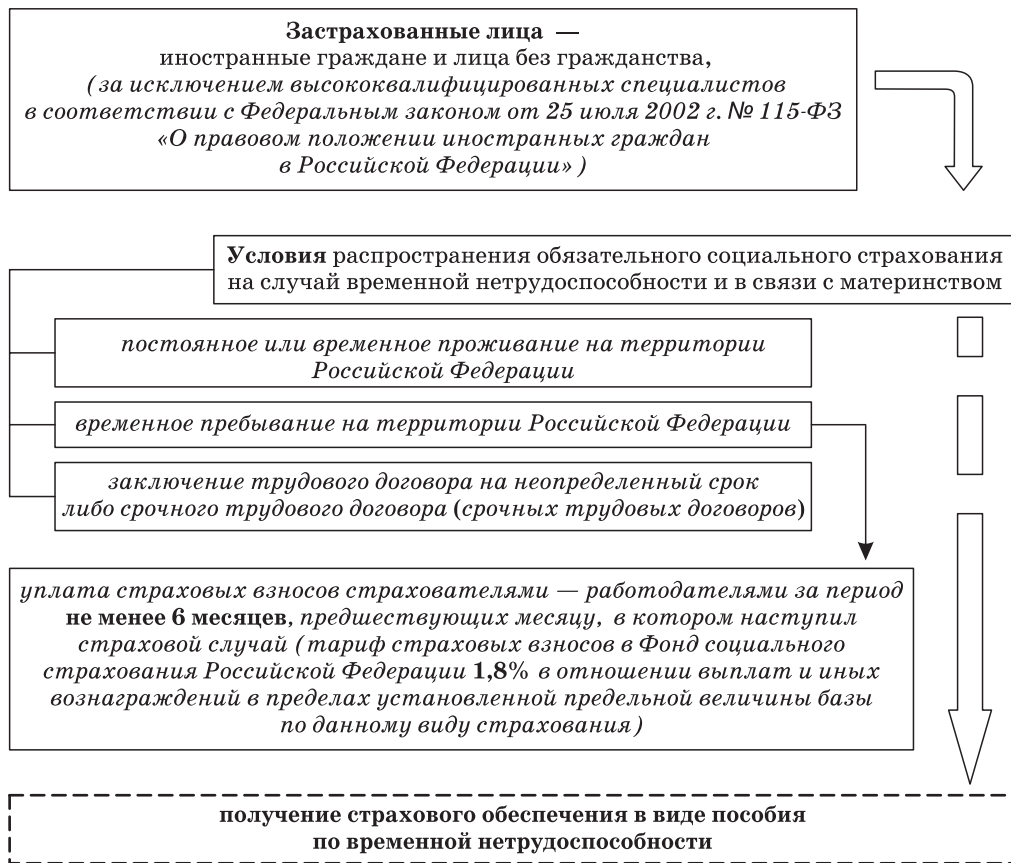 Застрахованные лица —
иностранные граждане и лица без гражданства,
(за исключением высококвалифицированных специалистов
в соответствии с Федеральным законом от 25 июля 2002 г. № 115-ФЗ
«О правовом положении иностранных граждан
в Российской Федерации»)
Условия распространения обязательного социального страхования
на случай временной нетрудоспособности и в связи с материнством
постоянное или временное проживание на территории
Российской Федерации
временное пребывание на территории Российской Федерации
заключение трудового договора на неопределенный срок
либо срочного трудового договора (срочных трудовых договоров)
уплата страховых взносов страхователями — работодателями за период
не менее 6 месяцев, предшествующих месяцу, в котором наступил
страховой случай (тариф страховых взносов в Фонд социального
страхования Российской Федерации 1,8% в отношении выплат и иных
вознаграждений в пределах установленной предельной величины базы
по данному виду страхования)
получение страхового обеспечения в виде пособия
по временной нетрудоспособности